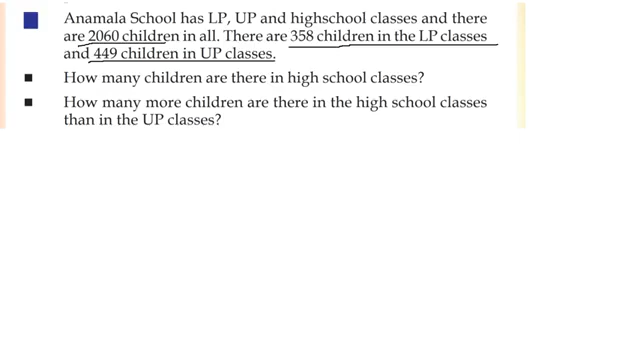 Anamala School has LP, UP and highschool classes and there
are 2060 children in all. There are 358 children in the LP classes
and 449 children in UP classes.
How many children are there in high school classes?
How many more children are there in the high school classes
than in the UP classes?